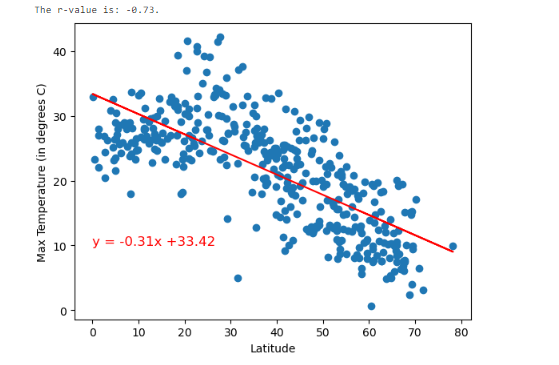 The r-value is: -0.73.
40
30
20
10
0
Max Temperature (in degrees C)
y = -0.31x +33.42
0 10 20 30 40 50 60 70 80
Latitude